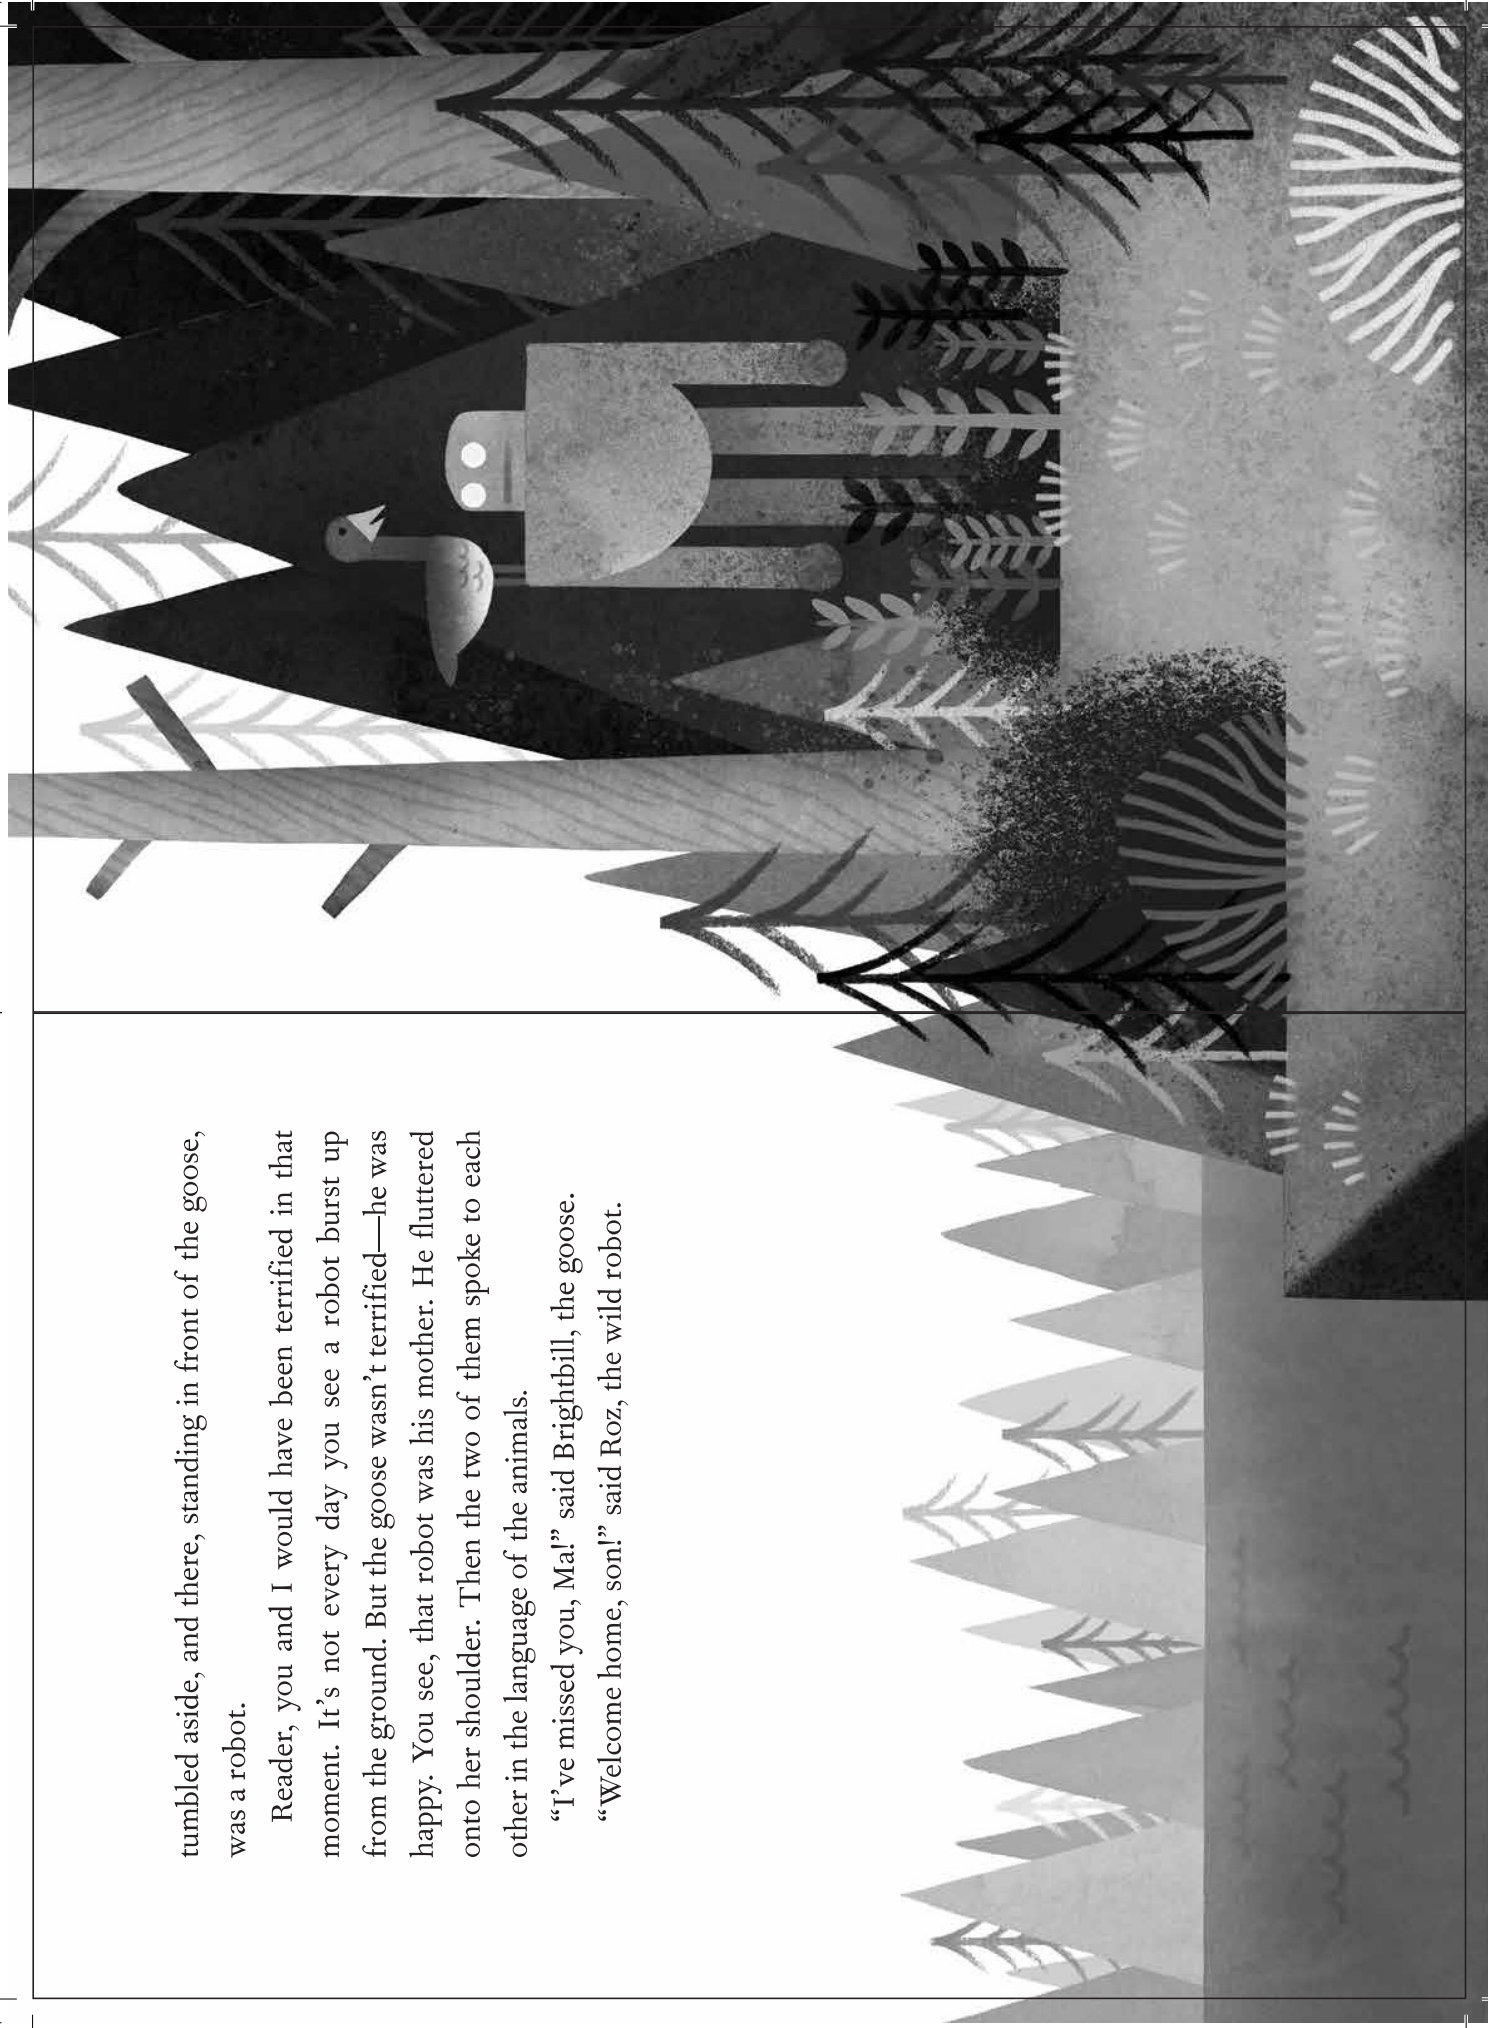 tumbled aside, and there, standing in front of the goose,
was a robot.
Reader, you and I would have been terrified in that
moment. It’s not every day you see a robot burst up
from the ground. But the goose wasn’t terrified—he was
happy. You see, that robot was his mother. He fluttered
onto her shoulder. Then the two of them spoke to each
other in the language of the animals.
“I’ve missed you, Ma!” said Brightbill, the goose.
“Welcome home, son!” said Roz, the wild robot.